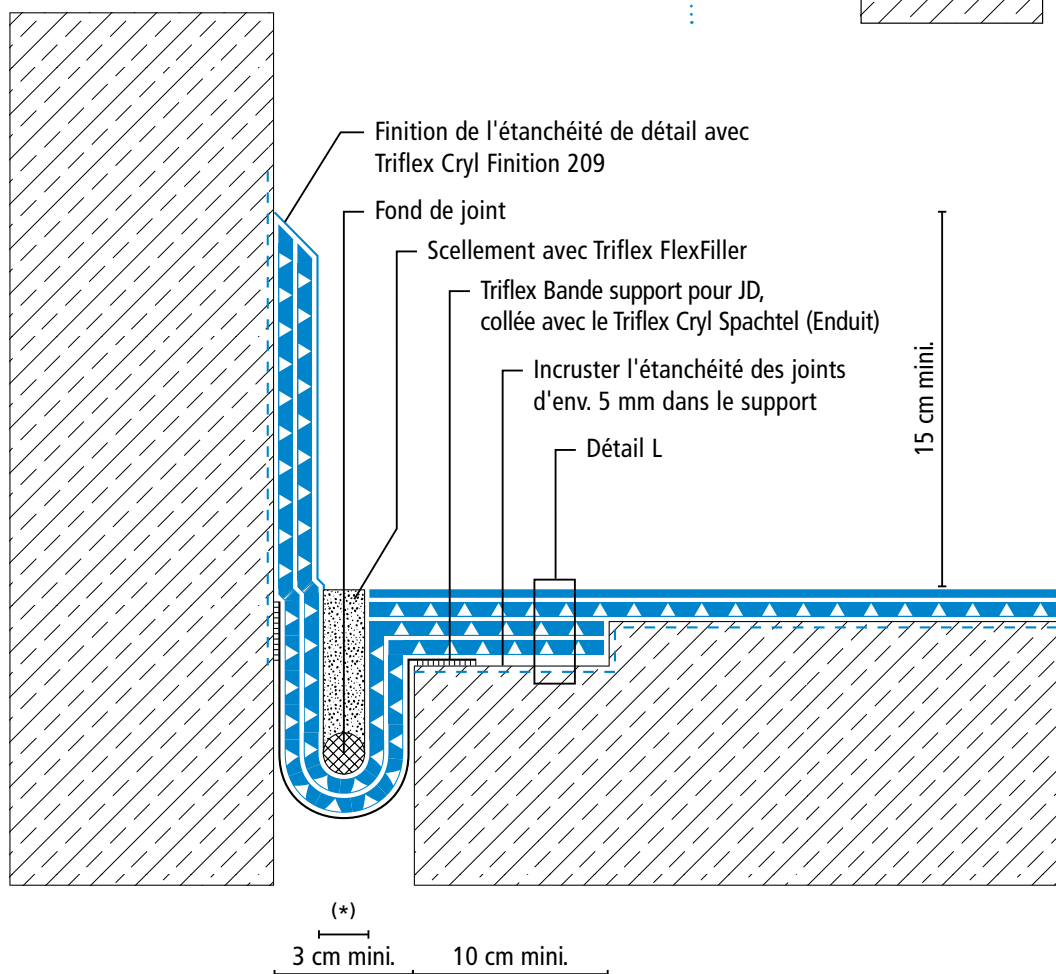 Finition de l'étanchéité de détail avec
Triflex Cryl Finition 209
Fond de joint
Scellement avec Triflex FlexFiller
Triflex Bande support pour JD,
collée avec le Triflex Cryl Spachtel (Enduit)
Incruster l'étanchéité des joints
d'env. 5 mm dans le support
Détail L
15 cm mini.
(*)
3 cm mini.
10 cm mini.